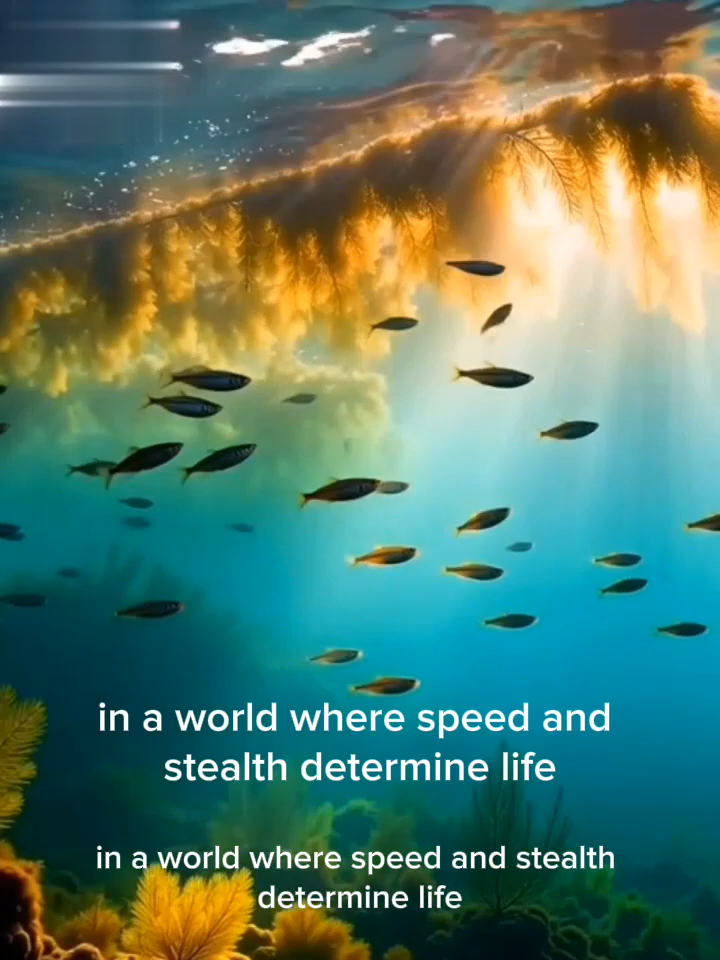 in a world where speed and
stealth determine life
in a world where speed and stealth
determine life